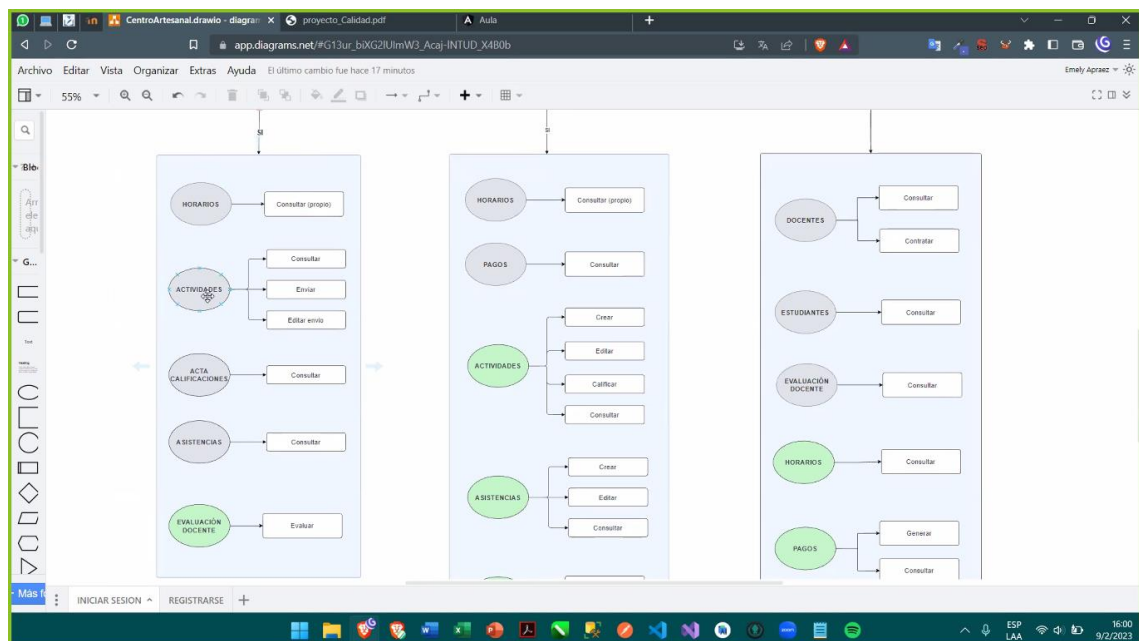 CentroArtesanal.drawio - diagram
proyecto_Calidad.pdf
Aula
app.diagrams.net/#G13ur_biXG2IUlmW3_Acaj-INTUD_X4B0b
Archivo Editar Vista Organizar Extras Ayuda El último cambio fue hace 17 minutos
Emely Apraez
55%
SI
SI
HORARIOS
Consultar (propio)
ACTIVIDADES
Consultar
Enviar
Editar envio
ACTA
CALIFICACIONES
Consultar
ASISTENCIAS
Consultar
EVALUACIÓN
DOCENTE
Evaluar
HORARIOS
Consultar (propio)
PAGOS
Consultar
ACTIVIDADES
Crear
Editar
Calificar
Consultar
ASISTENCIAS
Crear
Editar
Consultar
DOCENTES
Consultar
Contratar
ESTUDIANTES
Consultar
EVALUACIÓN
DOCENTE
Consultar
HORARIOS
Consultar
PAGOS
Generar
Consultar
G...
Text
INICIAR SESION
REGISTRARSE
ESP
LAA
16:00
9/2/2023